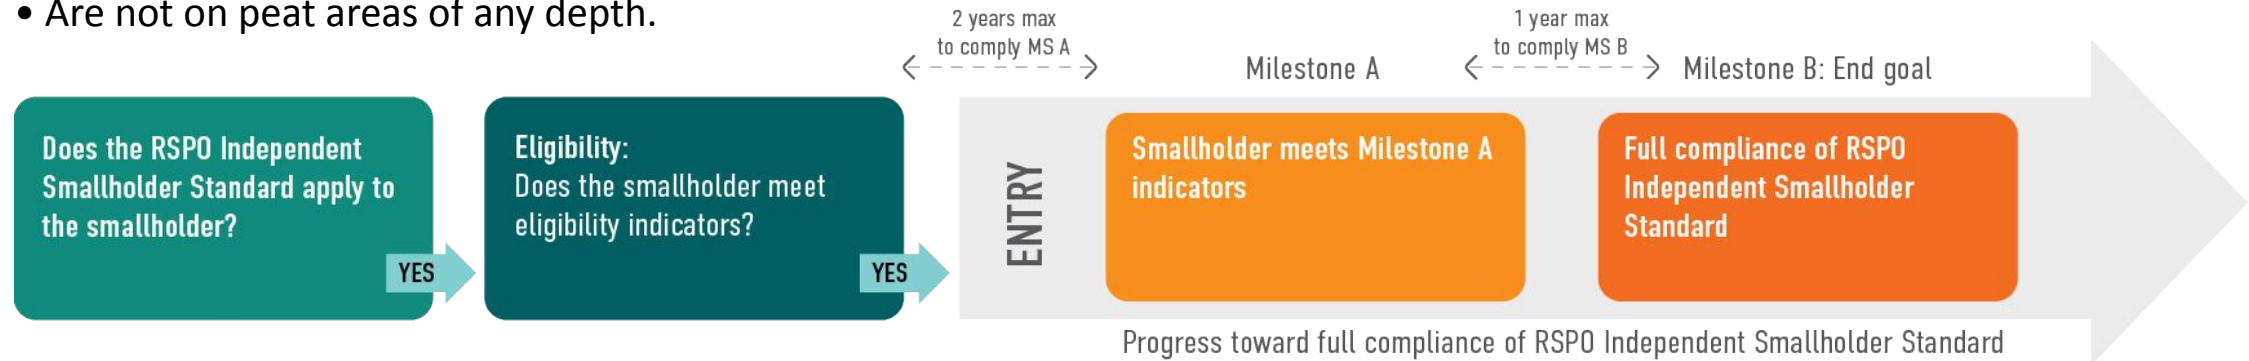 • Are not on peat areas of any depth.
2 years max
to comply MS A
1 year max
to comply MS B
Milestone A
Milestone B: End goal
Does the RSPO Independent
Smallholder Standard apply to
the smallholder?
YES
Eligibility:
Does the smallholder meet
eligibility indicators?
YES
ENTRY
Smallholder meets Milestone A
indicators
Full compliance of RSPO
Independent Smallholder
Standard
Progress toward full compliance of RSPO Independent Smallholder Standard